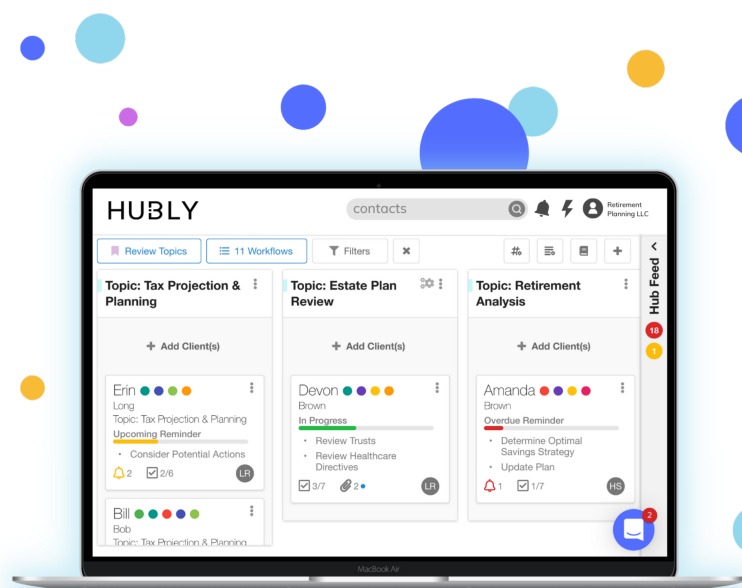 HUBLY
contacts
Retirement
Planning LLC
Review Topics
11 Workflows
Filters
Hub Feed
18
1
Topic: Tax Projection &
Planning
Add Client(s)
Erin
Long
Topic: Tax Projection & Planning
Upcoming Reminder
Consider Potential Actions
2
2/6
LR
Bill
Bob
Topic: Tax Projection & Planning
Topic: Estate Plan
Review
Add Client(s)
Devon
Brown
In Progress
Review Trusts
Review Healthcare
Directives
3/7
2
LR
Topic: Retirement
Analysis
Add Client(s)
Amanda
Brown
Overdue Reminder
Determine Optimal
Savings Strategy
Update Plan
1
1/7
HS
2
MacBook Air